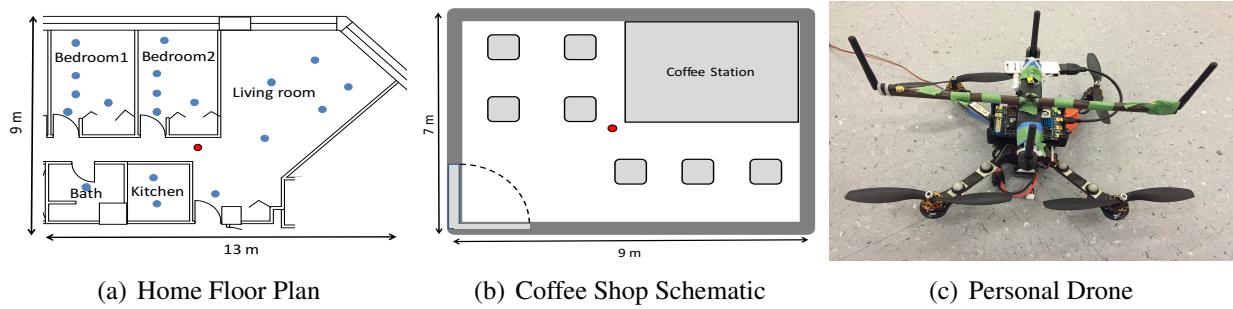 Bedroom1
Bedroom2
Living room
9 m
Bath
Kitchen
13 m
(a) Home Floor Plan
Coffee Station
7 m
9 m
(b) Coffee Shop Schematic
(c) Personal Drone